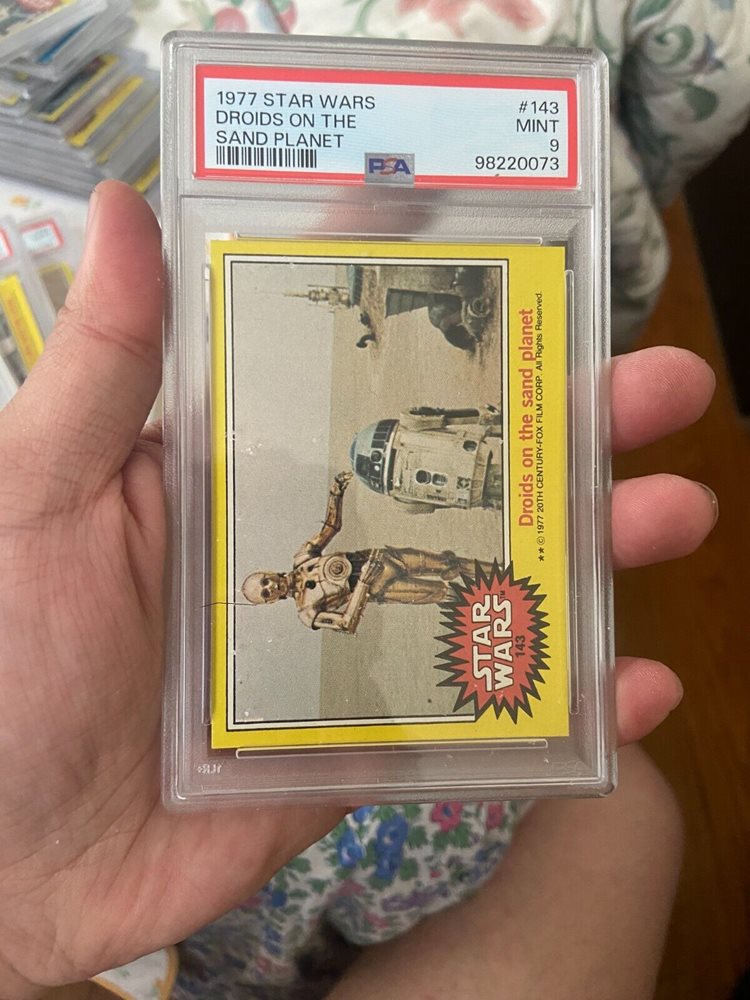 1977 STAR WARS
DROIDS ON THE
SAND PLANET
#143
MINT
9
98220073
PSA
Droids on the sand planet
★★ © 1977 20TH CENTURY-FOX FILM CORP. All Rights Reserved.
STAR
WARS™
143